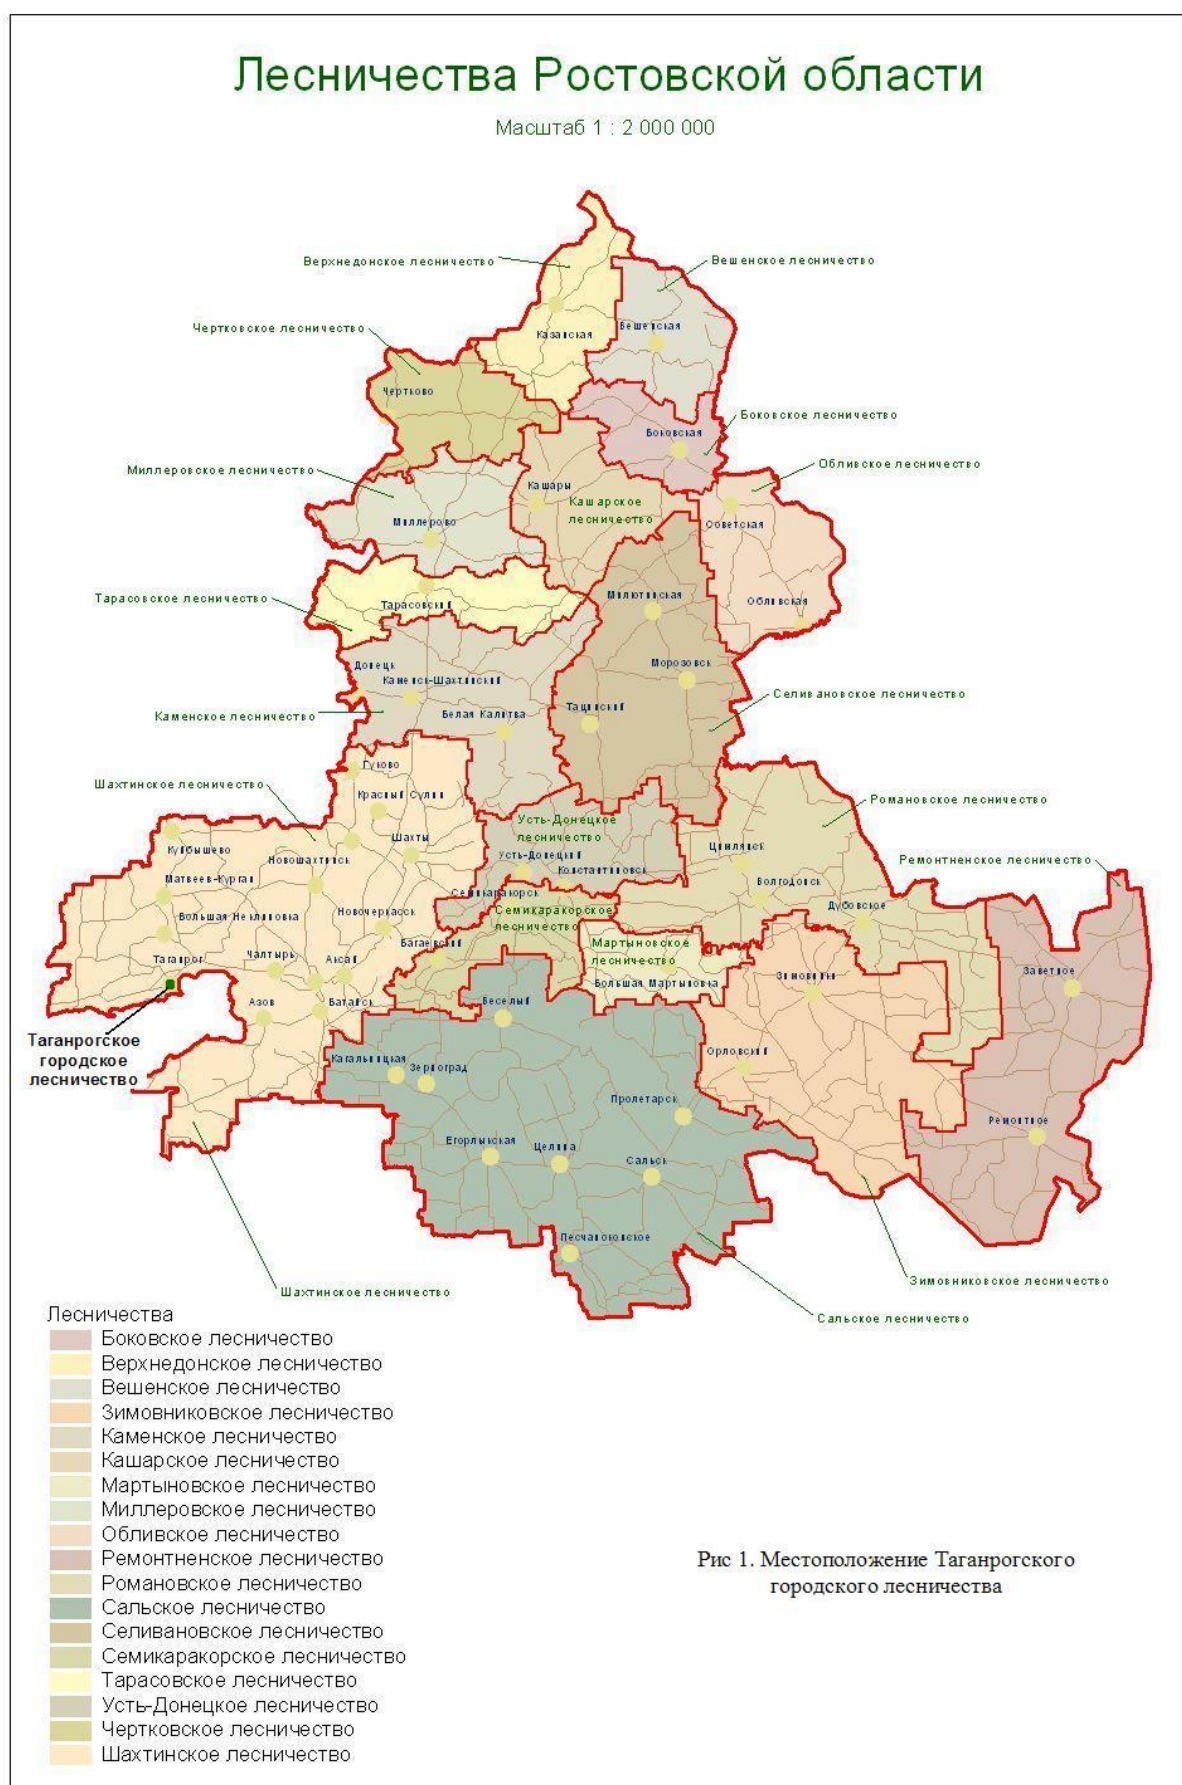 Лесничества Ростовской области
Масштаб 1 : 2 000 000
Верхнедонское лесничество
Вешенское лесничество
Казанская
Вешенская
Чертковское лесничество
Чертково
Боковское лесничество
Боковская
Миллеровское лесничество
Обливское лесничество
Кашары
Кашарское
лесничество
Миллерово
Советская
Тарасовское лесничество
Тарасовский
Милютинская
Обливская
Донецк
Каменск-Шахтинский
Морозовск
Селивановское лесничество
Каменское лесничество
Белая Калитва
Тацинский
Гуково
Шахтинское лесничество
Красный Сулин
Романовское лесничество
Усть-Донецкое
лесничество
Куйбышево
Новошахтинск
Шахты
Усть-Донецкий
Константиновск
Цимлянск
Ремонтненское лесничество
Матвеев-Курган
Волгодонск
Семикаракорск
Большая Неклиновка
Новочеркасск
Семикаракорское
лесничество
Дубовское
Багаевский
Мартыновское
лесничество
Таганрог
Чалтырь
Аксай
Большая Мартыновка
Зимовники
Заветное
Азов
Батайск
Веселый
Таганрогское
городское
лесничество
Кагальницкая
Зерноград
Орловский
Пролетарск
Ремонтное
Егорлыкская
Целина
Сальск
Песчанокопское
Зимовниковское лесничество
Шахтинское лесничество
Сальское лесничество
Лесничества
Боковское лесничество
Верхнедонское лесничество
Вешенское лесничество
Зимовниковское лесничество
Каменское лесничество
Кашарское лесничество
Мартыновское лесничество
Миллеровское лесничество
Обливское лесничество
Ремонтненское лесничество
Романовское лесничество
Сальское лесничество
Селивановское лесничество
Семикаракорское лесничество
Тарасовское лесничество
Усть-Донецкое лесничество
Чертковское лесничество
Шахтинское лесничество
Рис 1. Местоположение Таганрогского
городского лесничества